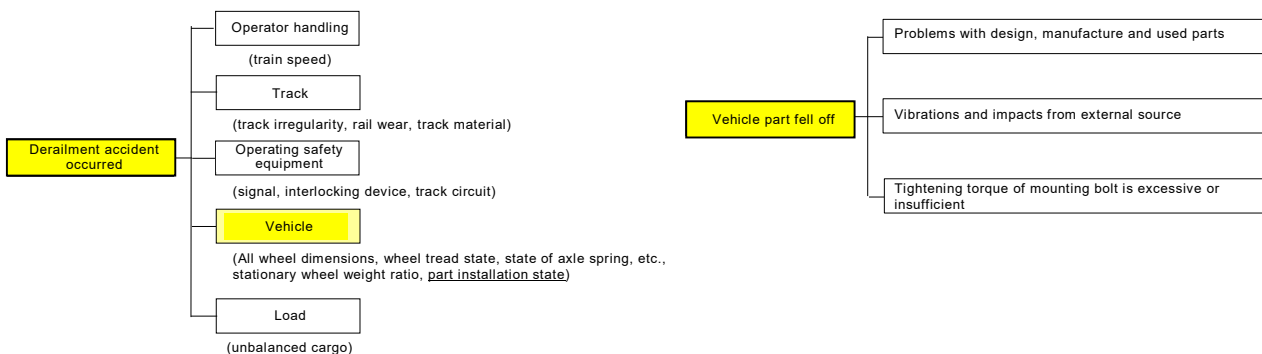 Operator handling
(train speed)
Track
(track irregularity, rail wear, track material)
Derailment accident
occurred
Operating safety
equipment
(signal, interlocking device, track circuit)
Vehicle
(All wheel dimensions, wheel tread state, state of axle spring, etc.,
stationary wheel weight ratio, part installation state)
Load
(unbalanced cargo)
Vehicle part fell off
Problems with design, manufacture and used parts
Vibrations and impacts from external source
Tightening torque of mounting bolt is excessive or
insufficient